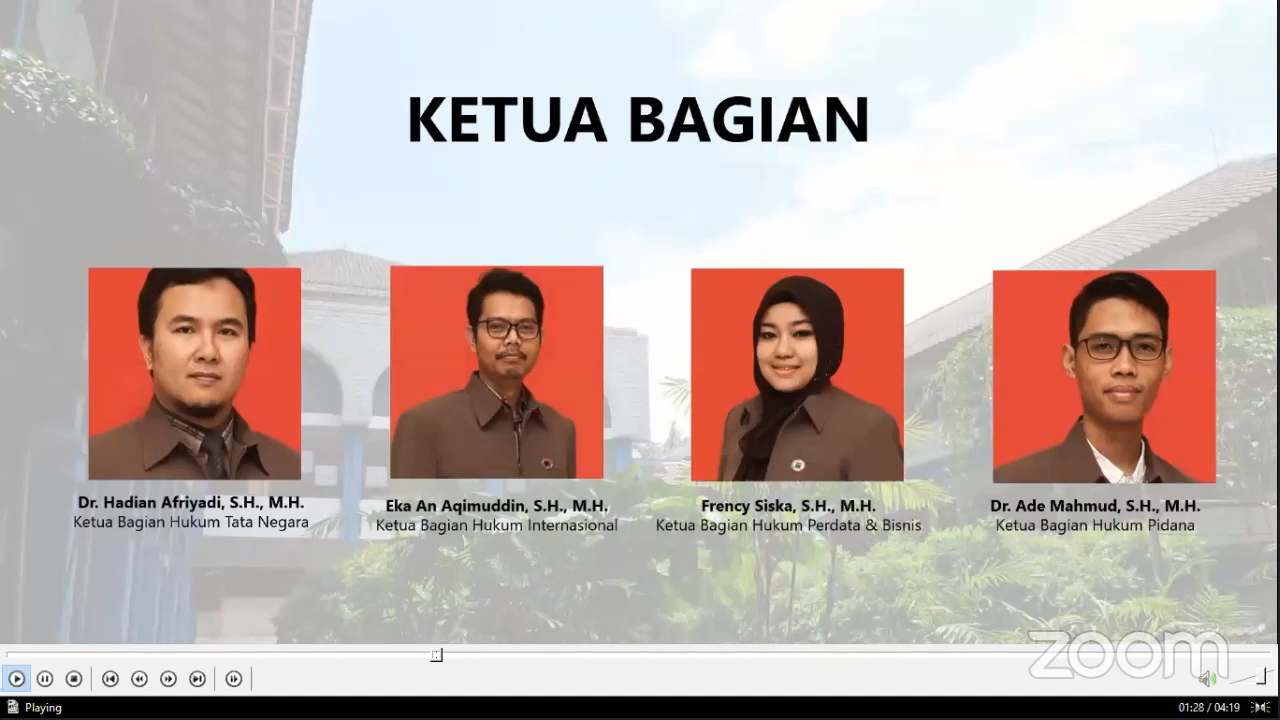 KETUA BAGIAN
Dr. Hadian Afriyadi, S.H., M.H.
Ketua Bagian Hukum Tata Negara
Eka An Aqimuddin, S.H., M.H.
Ketua Bagian Hukum Internasional
Frency Siska, S.H., M.H.
Ketua Bagian Hukum Perdata & Bisnis
Dr. Ade Mahmud, S.H., M.H.
Ketua Bagian Hukum Pidana
zoom
Playing
01:28 / 04:19